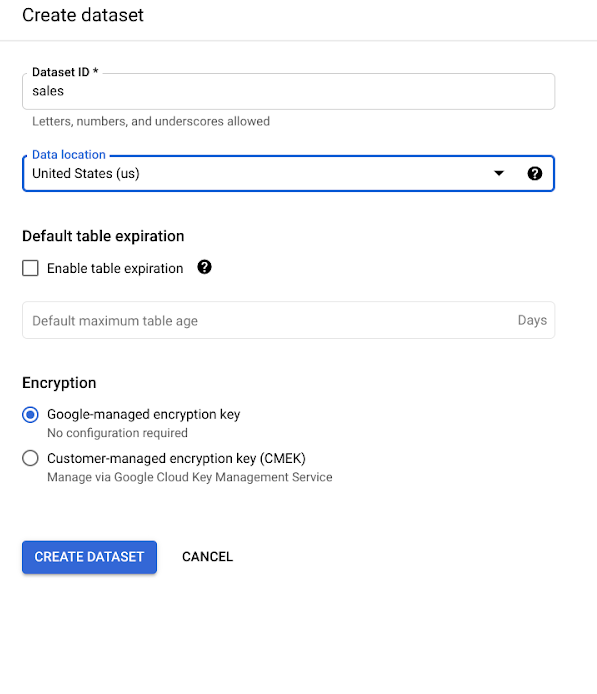 Create dataset
Dataset ID *
sales
Letters, numbers, and underscores allowed
Data location
United States (us)
Default table expiration
Enable table expiration
Default maximum table age Days
Encryption
Google-managed encryption key
No configuration required
Customer-managed encryption key (CMEK)
Manage via Google Cloud Key Management Service
CREATE DATASET CANCEL